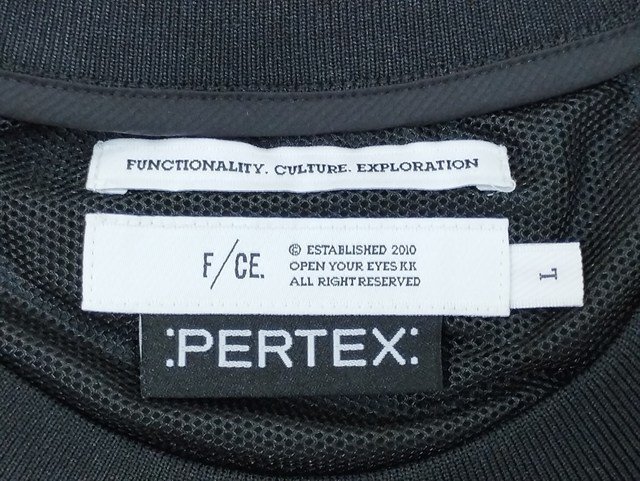 FUNCTIONALITY. CULTURE. EXPLORATION
F/CE.
© ESTABLISHED 2010
OPEN YOUR EYES KK
ALL RIGHT RESERVED
L
:PERTEX: